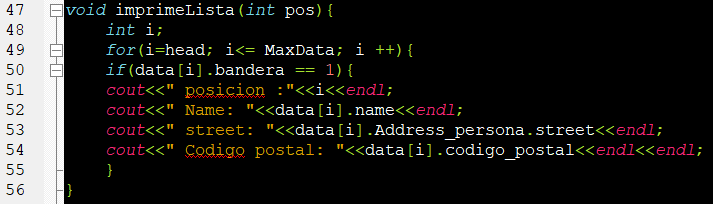 47 void imprimeLista(int pos){
48 int i;
49 for(i=head; i<= MaxData; i ++){
50 if(data[i].bandera == 1){
51 cout<<" posicion :"<<i<<endl;
52 cout<<" Name: "<<data[i].name<<endl;
53 cout<<" street: "<<data[i].Address_persona.street<<endl;
54 cout<<" Codigo postal: "<<data[i].codigo_postal<<endl<<endl;
55 }
56 }